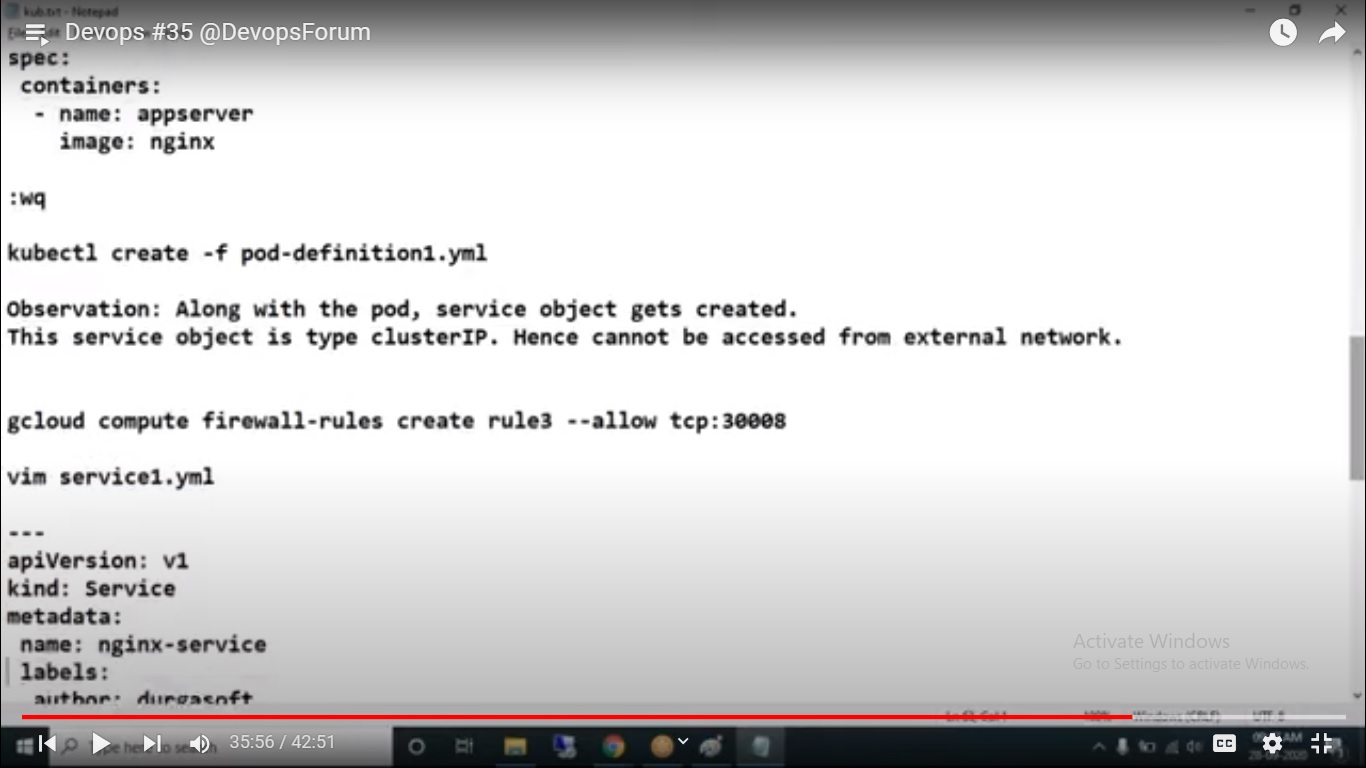 kub.txt - Notepad
Devops #35 @DevopsForum
spec:
containers:
- name: appserver
image: nginx
:wq
kubectl create -f pod-definition1.yml
Observation: Along with the pod, service object gets created.
This service object is type clusterIP. Hence cannot be accessed from external network.
gcloud compute firewall-rules create rule3 --allow tcp:30008
vim service1.yml
---
apiVersion: v1
kind: Service
metadata:
name: nginx-service
labels:
author: durgasoft
Activate Windows
Go to Settings to activate Windows.
100% Windows (CRLF) UTF-8
Type here to search
35:56 / 42:51
CC